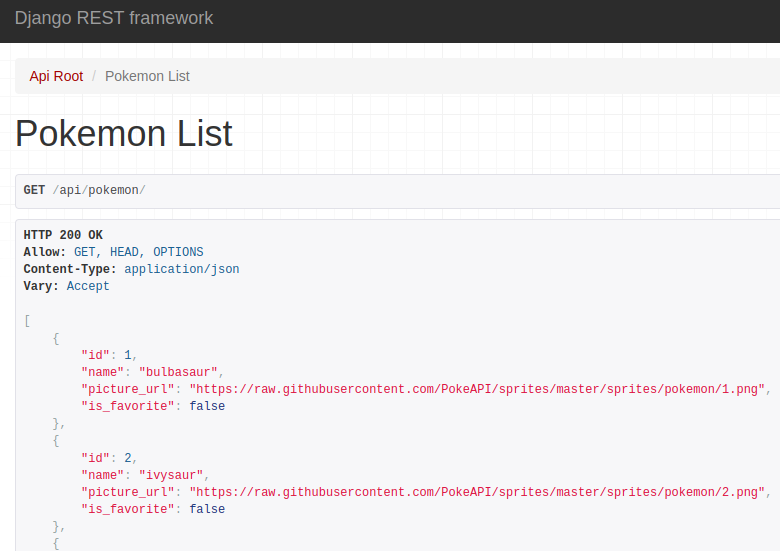 Django REST framework
Api Root / Pokemon List
Pokemon List
GET /api/pokemon/
HTTP 200 OK
Allow: GET, HEAD, OPTIONS
Content-Type: application/json
Vary: Accept
[
    {
        "id": 1,
        "name": "bulbasaur",
        "picture_url": "https://raw.githubusercontent.com/PokeAPI/sprites/master/sprites/pokemon/1.png",
        "is_favorite": false
    },
    {
        "id": 2,
        "name": "ivysaur",
        "picture_url": "https://raw.githubusercontent.com/PokeAPI/sprites/master/sprites/pokemon/2.png",
        "is_favorite": false
    },
    {